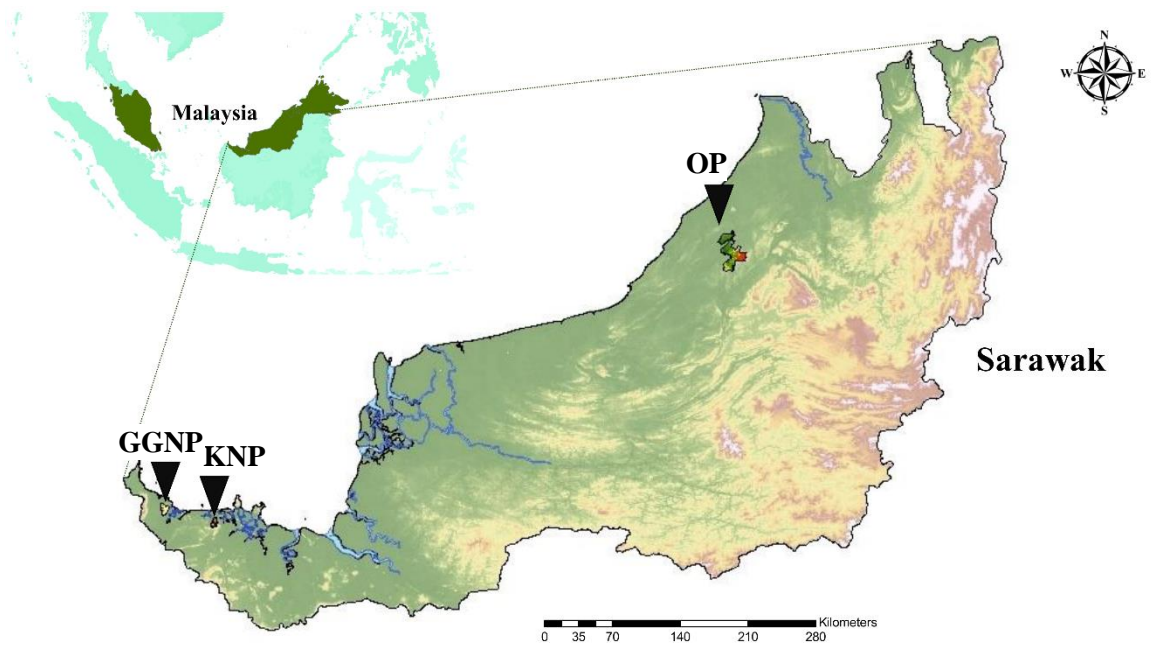 Malaysia
N
W E
S
OP
Sarawak
GGNP
KNP
Kilometers
0 35 70 140 210 280